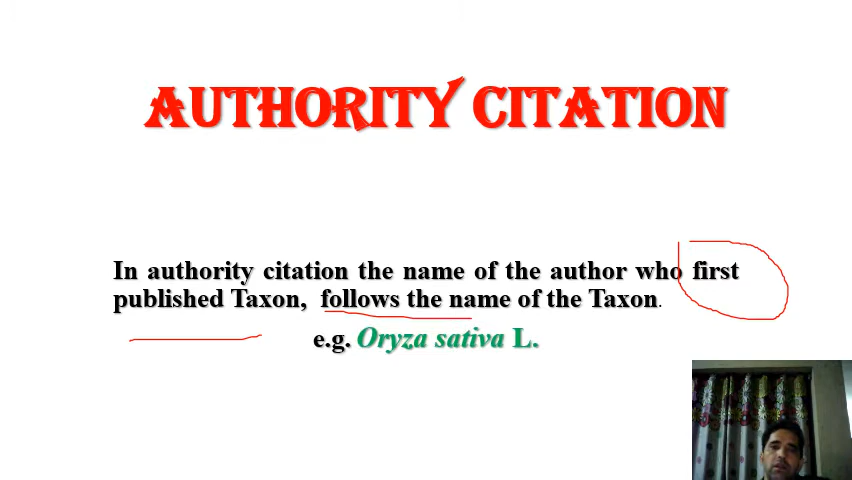 AUTHORITY CITATION
In authority citation the name of the author who first
published Taxon, follows the name of the Taxon.
e.g. Oryza sativa L.